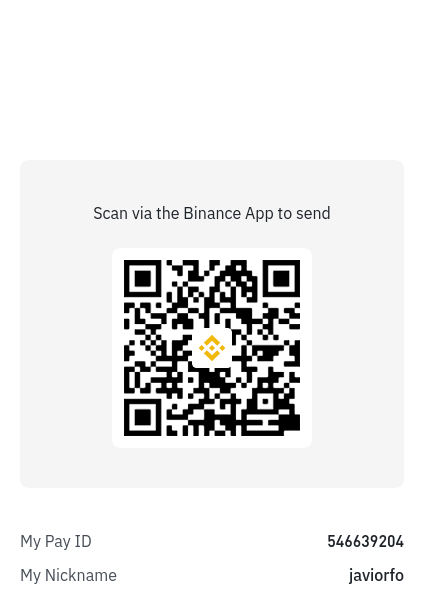 Scan via the Binance App to send
My Pay ID 546639204
My Nickname javiorfo